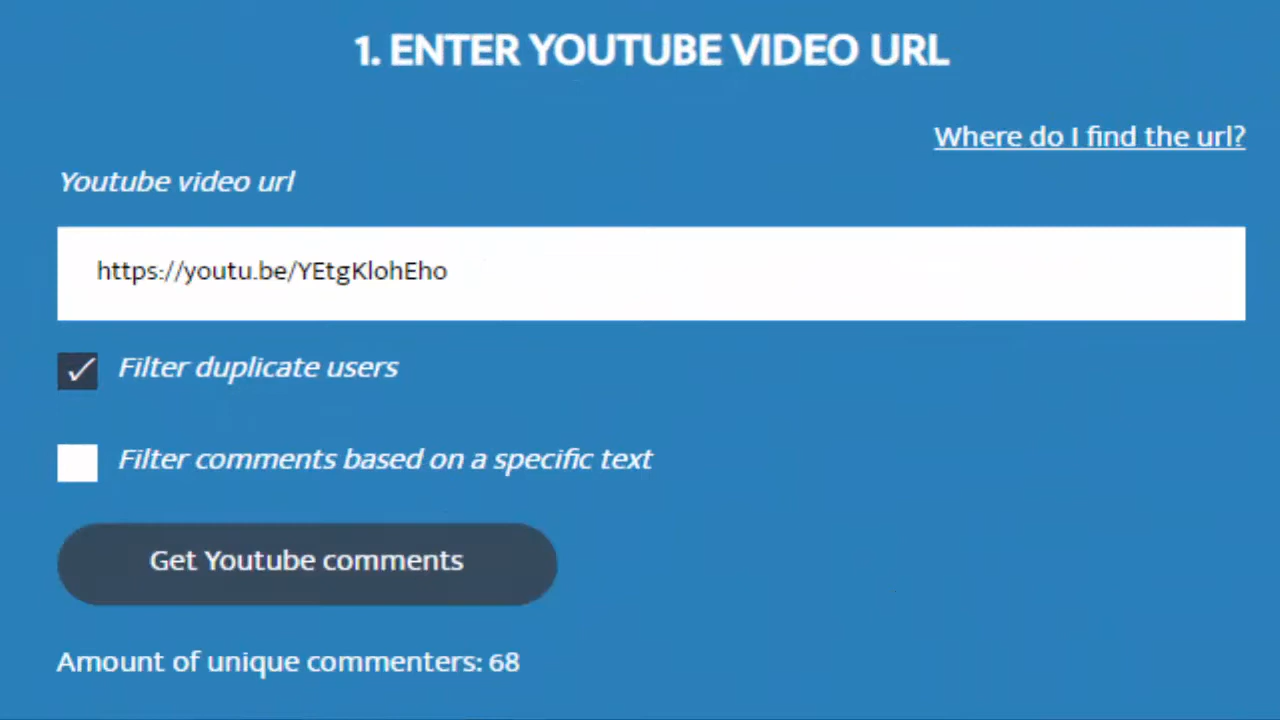 1. ENTER YOUTUBE VIDEO URL
Where do I find the url?
Youtube video url
https://youtu.be/YEtgKlohEho
Filter duplicate users
Filter comments based on a specific text
Get Youtube comments
Amount of unique commenters: 68